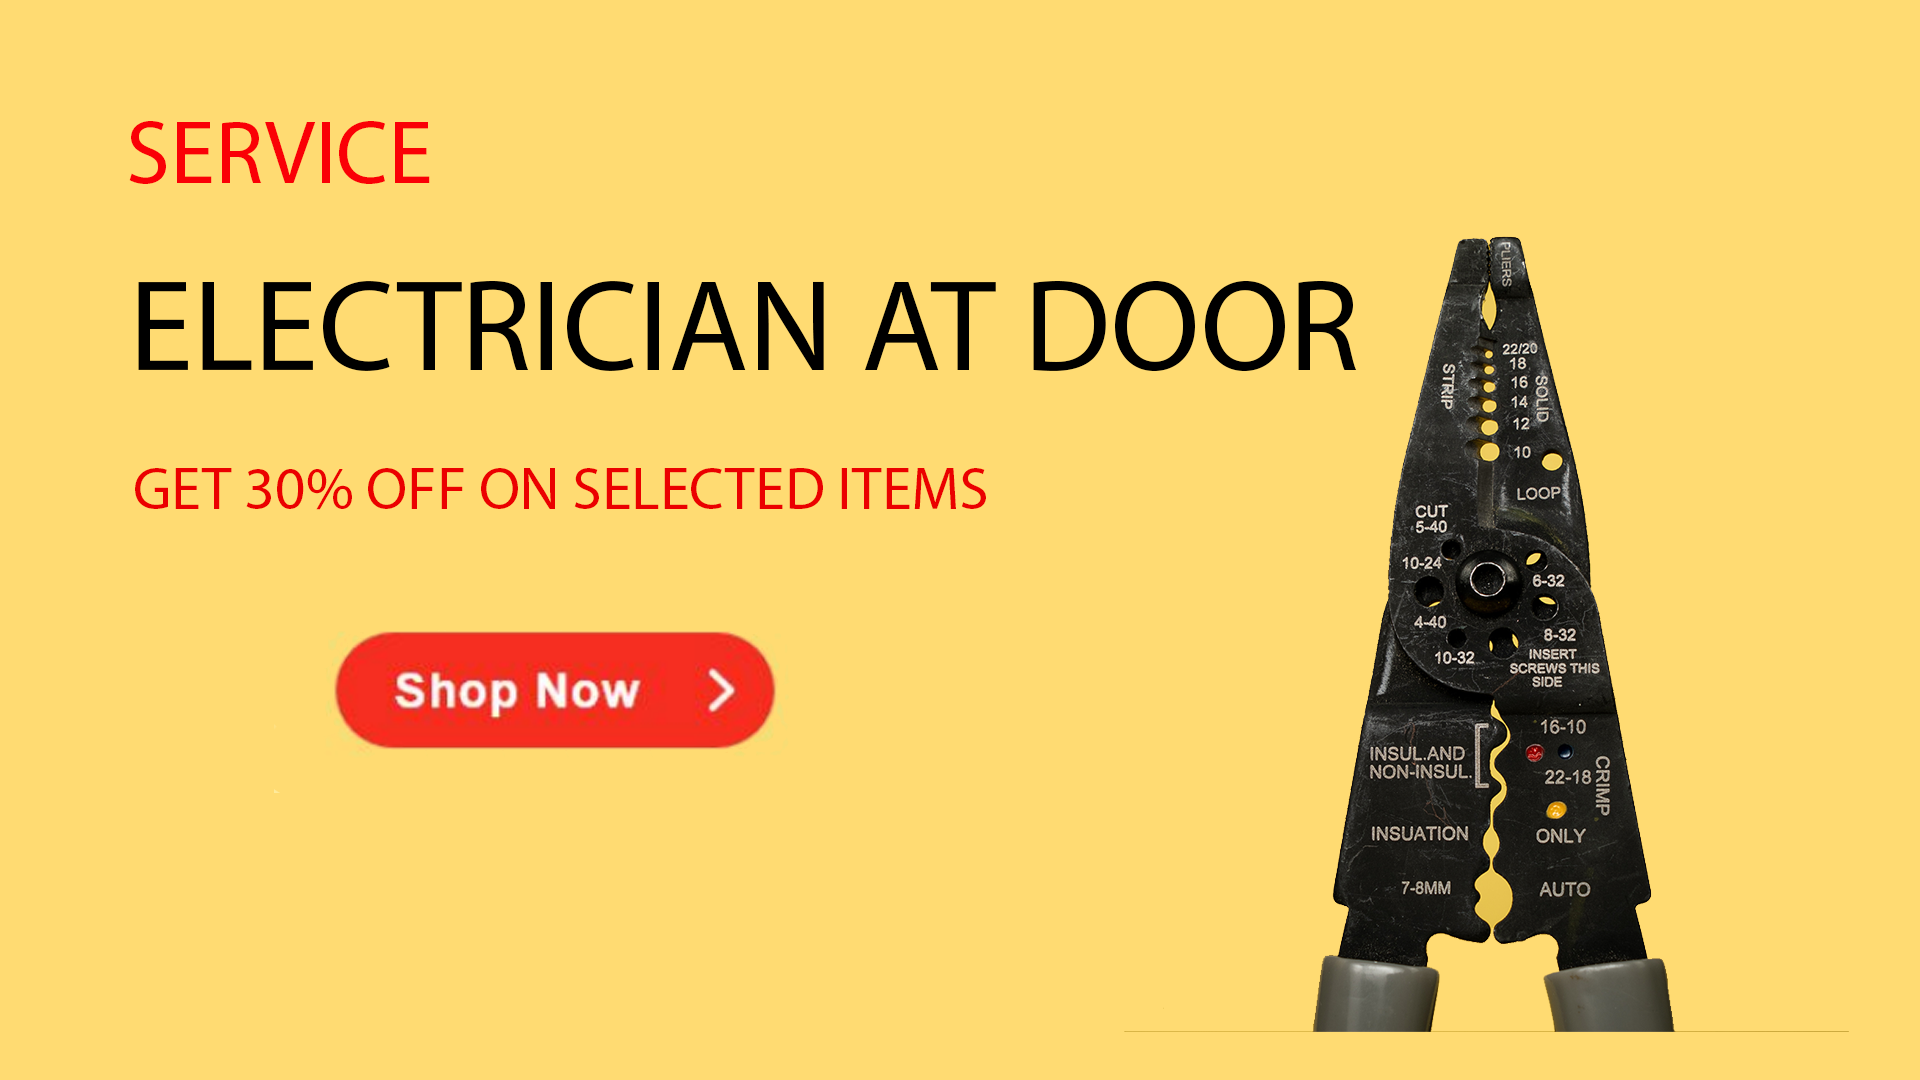 SERVICE
ELECTRICIAN AT DOOR
GET 30% OFF ON SELECTED ITEMS
Shop Now
PLIERS
STRIP
22/20
18
16
14
12
10
SOLID
LOOP
CUT
5-40
10-24
6-32
4-40
8-32
10-32
INSERT
SCREWS THIS
SIDE
16-10
INSUL.AND
NON-INSUL.
22-18
CRIMP
INSUATION
ONLY
7-8MM
AUTO